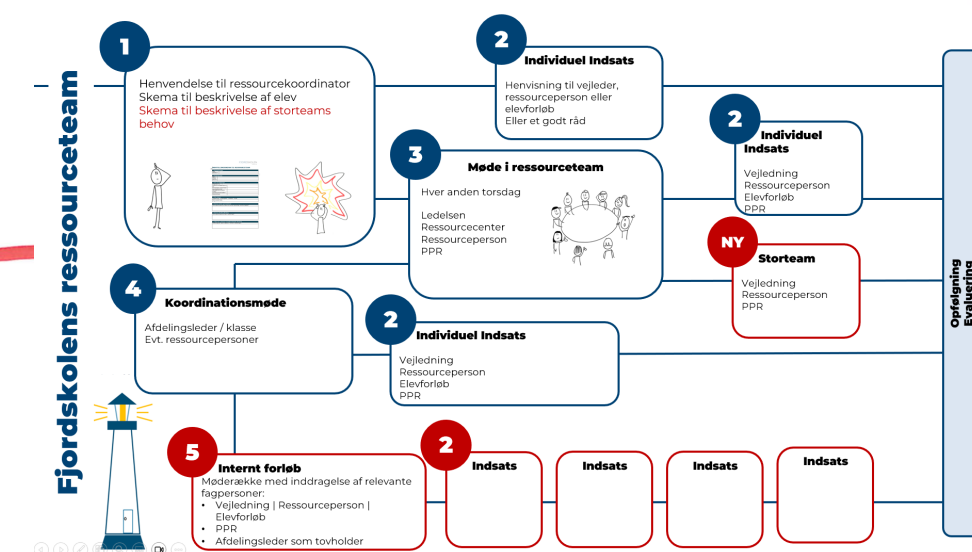 Fjordskolens ressourceteam
1
Henvendelse til ressourcekoordinator
Skema til beskrivelse af elev
Skema til beskrivelse af storteams
behov
2
Individuel Indsats
Henvisning til vejleder,
ressourceperson eller
elevforløb
Eller et godt råd
3
Møde i ressourceteam
Hver anden torsdag
Ledelsen
Ressourcecenter
Ressourceperson
PPR
2
Individuel
Indsats
Vejledning
Ressourceperson
Elevforløb
PPR
NY
Storteam
Vejledning
Ressourceperson
PPR
4
Koordinationsmøde
Afdelingsleder / klasse
Evt. ressourcepersoner
2
Individuel Indsats
Vejledning
Ressourceperson
Elevforløb
PPR
5
Internt forløb
Møderække med inddragelse af relevante
fagpersoner:
• Vejledning | Ressourceperson |
Elevforløb
• PPR
• Afdelingsleder som tovholder
2
Indsats
Indsats
Indsats
Indsats
Opfølgning
Evaluering